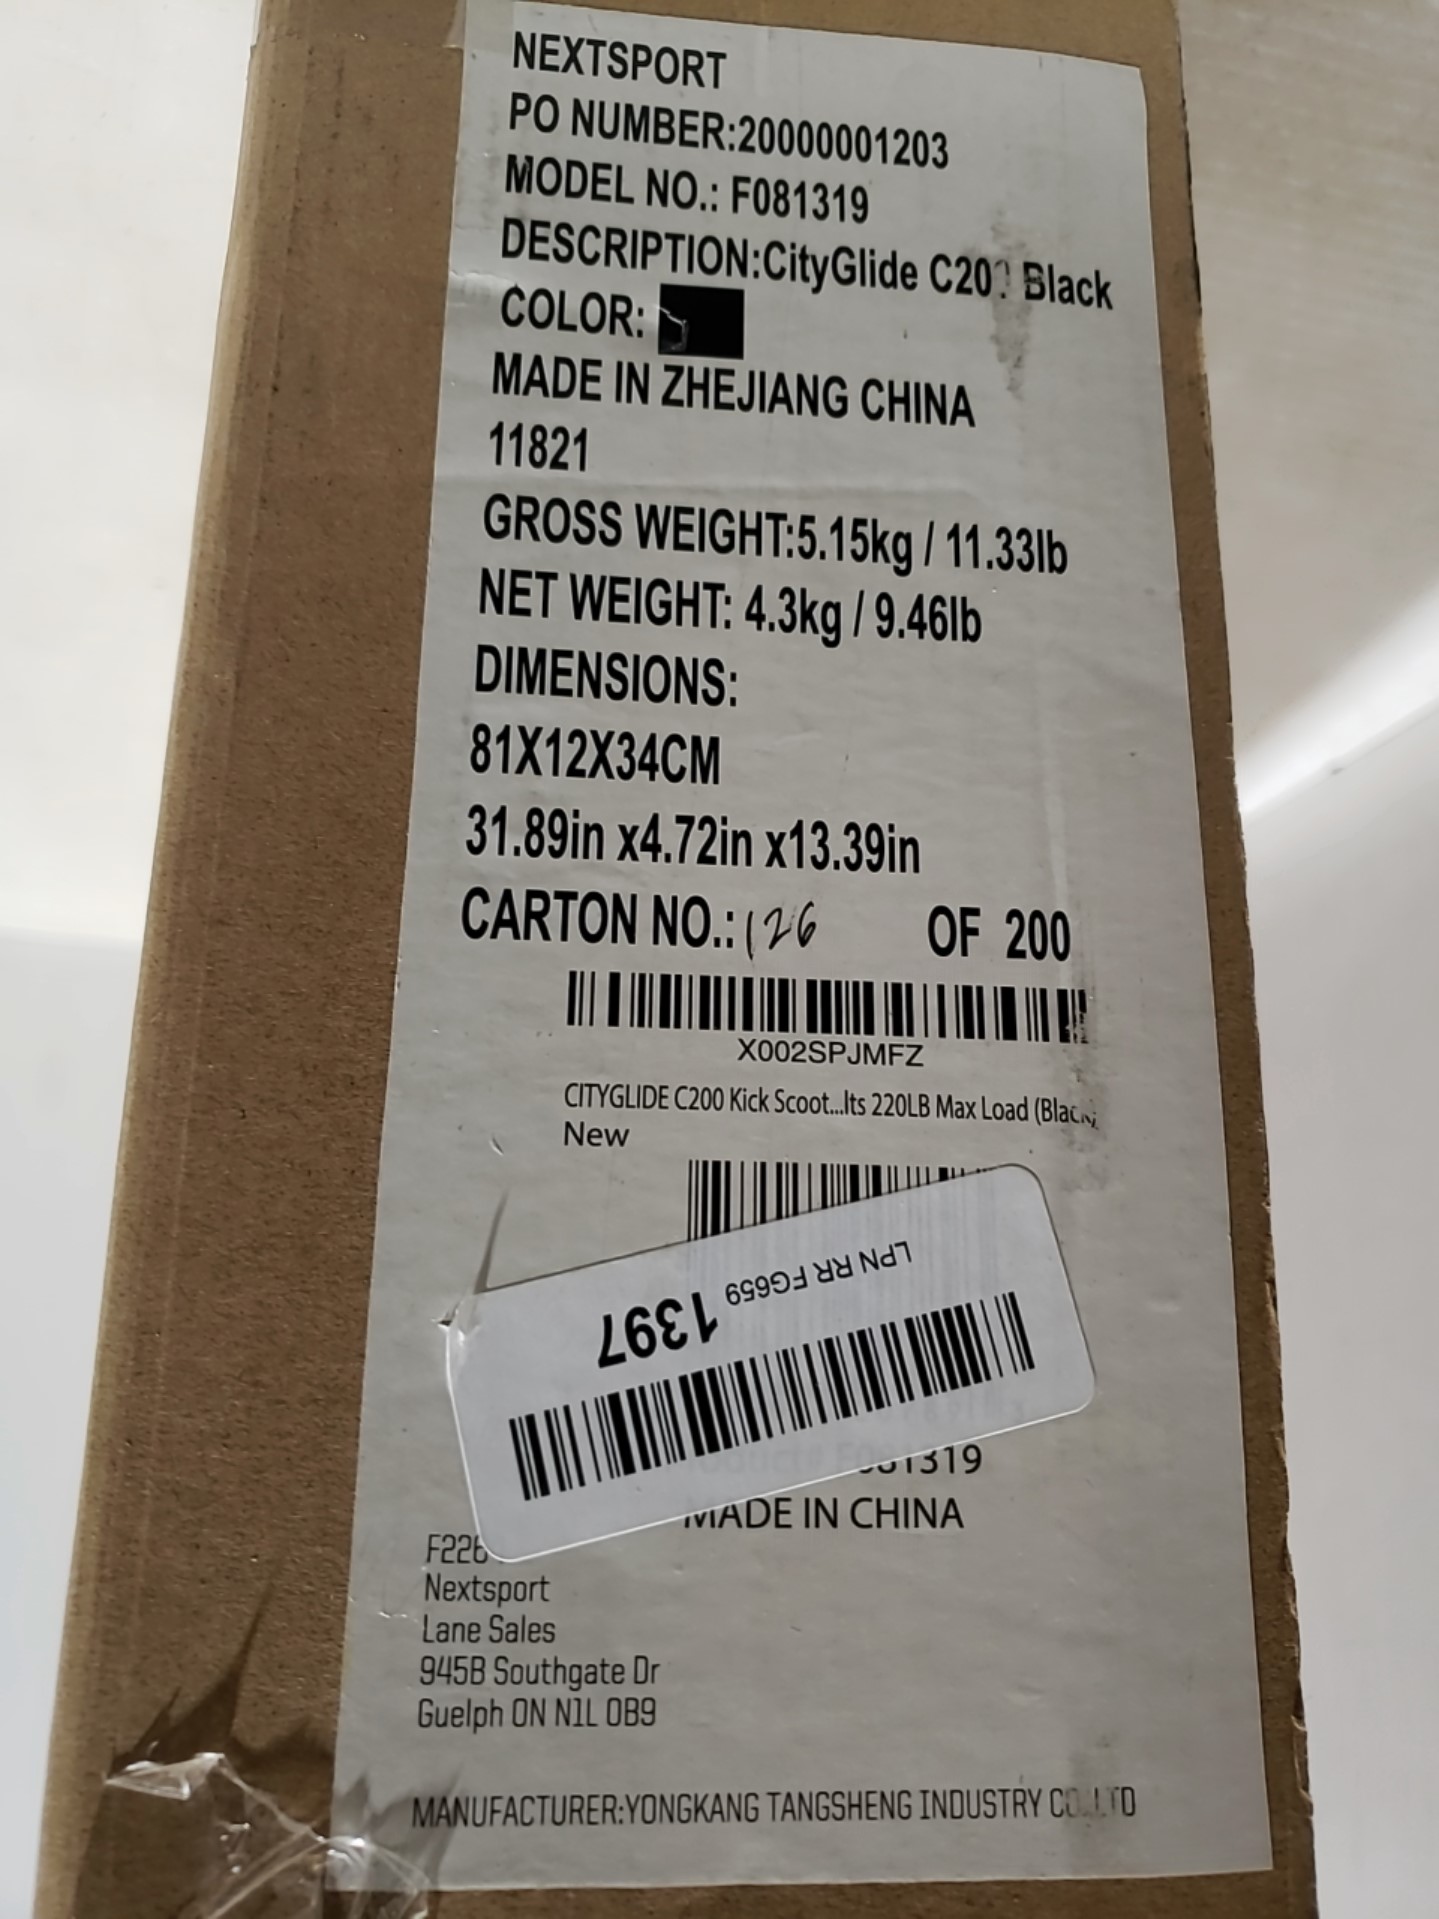 NEXTSPORT
PO NUMBER:20000001203
MODEL NO.: F081319
DESCRIPTION:CityGlide Black
COLOR:
MADE IN ZHEJIANG CHINA
11821
GROSS WEIGHT:5.15kg / 11.33lb
NET WEIGHT: 4.3kg / 9.46lb
DIMENSIONS:
81X12X34CM
31.89in x4.72in x13.39in
CARTON NO.: 126 OF 200
X002SPJMFZ
CITYGLIDE C200 Kick Scoot...lts 220LB Max Load (Black)
New
LPN RR FG659 1397
MADE IN CHINA
Nextsport
Lane Sales
945B Southgate Dr
Guelph ON N1L 0B9
MANUFACTURER:YONGKANG TANGSHENG INDUSTRY CO.,LTD